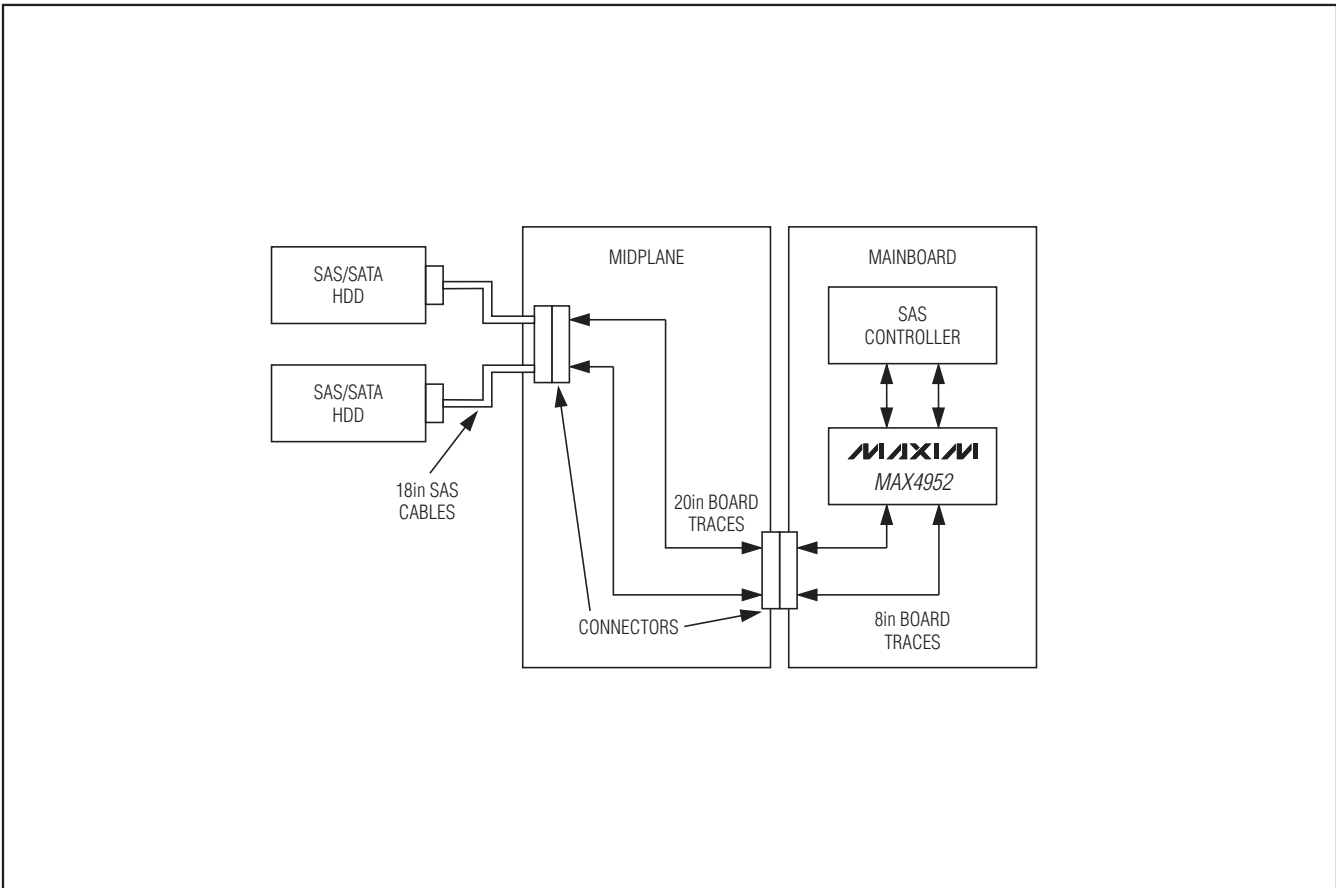 MIDPLANE
MAINBOARD
SAS/SATA
HDD
SAS
CONTROLLER
SAS/SATA
HDD
MAXIM
MAX4952
18in SAS
CABLES
20in BOARD
TRACES
CONNECTORS
8in BOARD
TRACES